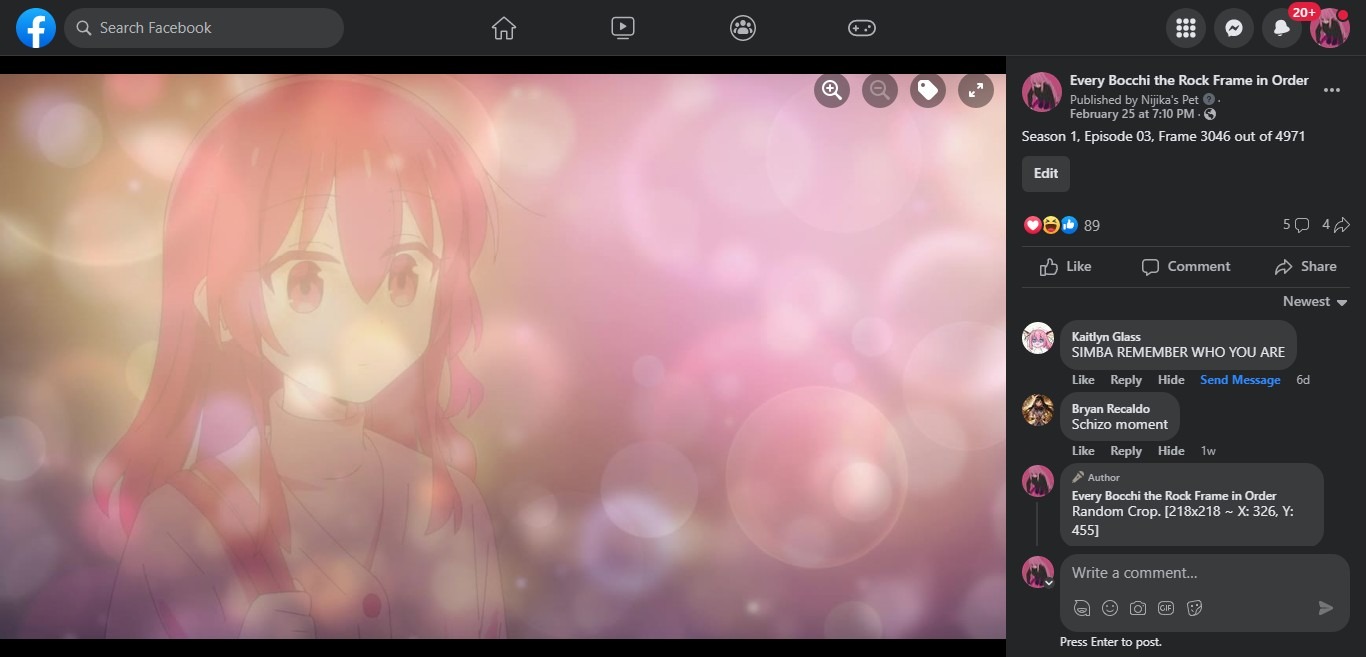 Search Facebook
20+
Every Bocchi the Rock Frame in Order
Published by Nijika's Pet ·
February 25 at 7:10 PM ·
Season 1, Episode 03, Frame 3046 out of 4971
Edit
89
5
4
Like
Comment
Share
Newest
Kaitlyn Glass
SIMBA REMEMBER WHO YOU ARE
Like Reply Hide Send Message 6d
Bryan Recaldo
Schizo moment
Like Reply Hide 1w
Author
Every Bocchi the Rock Frame in Order
Random Crop. [218x218 ~ X: 326, Y:
455]
Write a comment...
GIF
Press Enter to post.